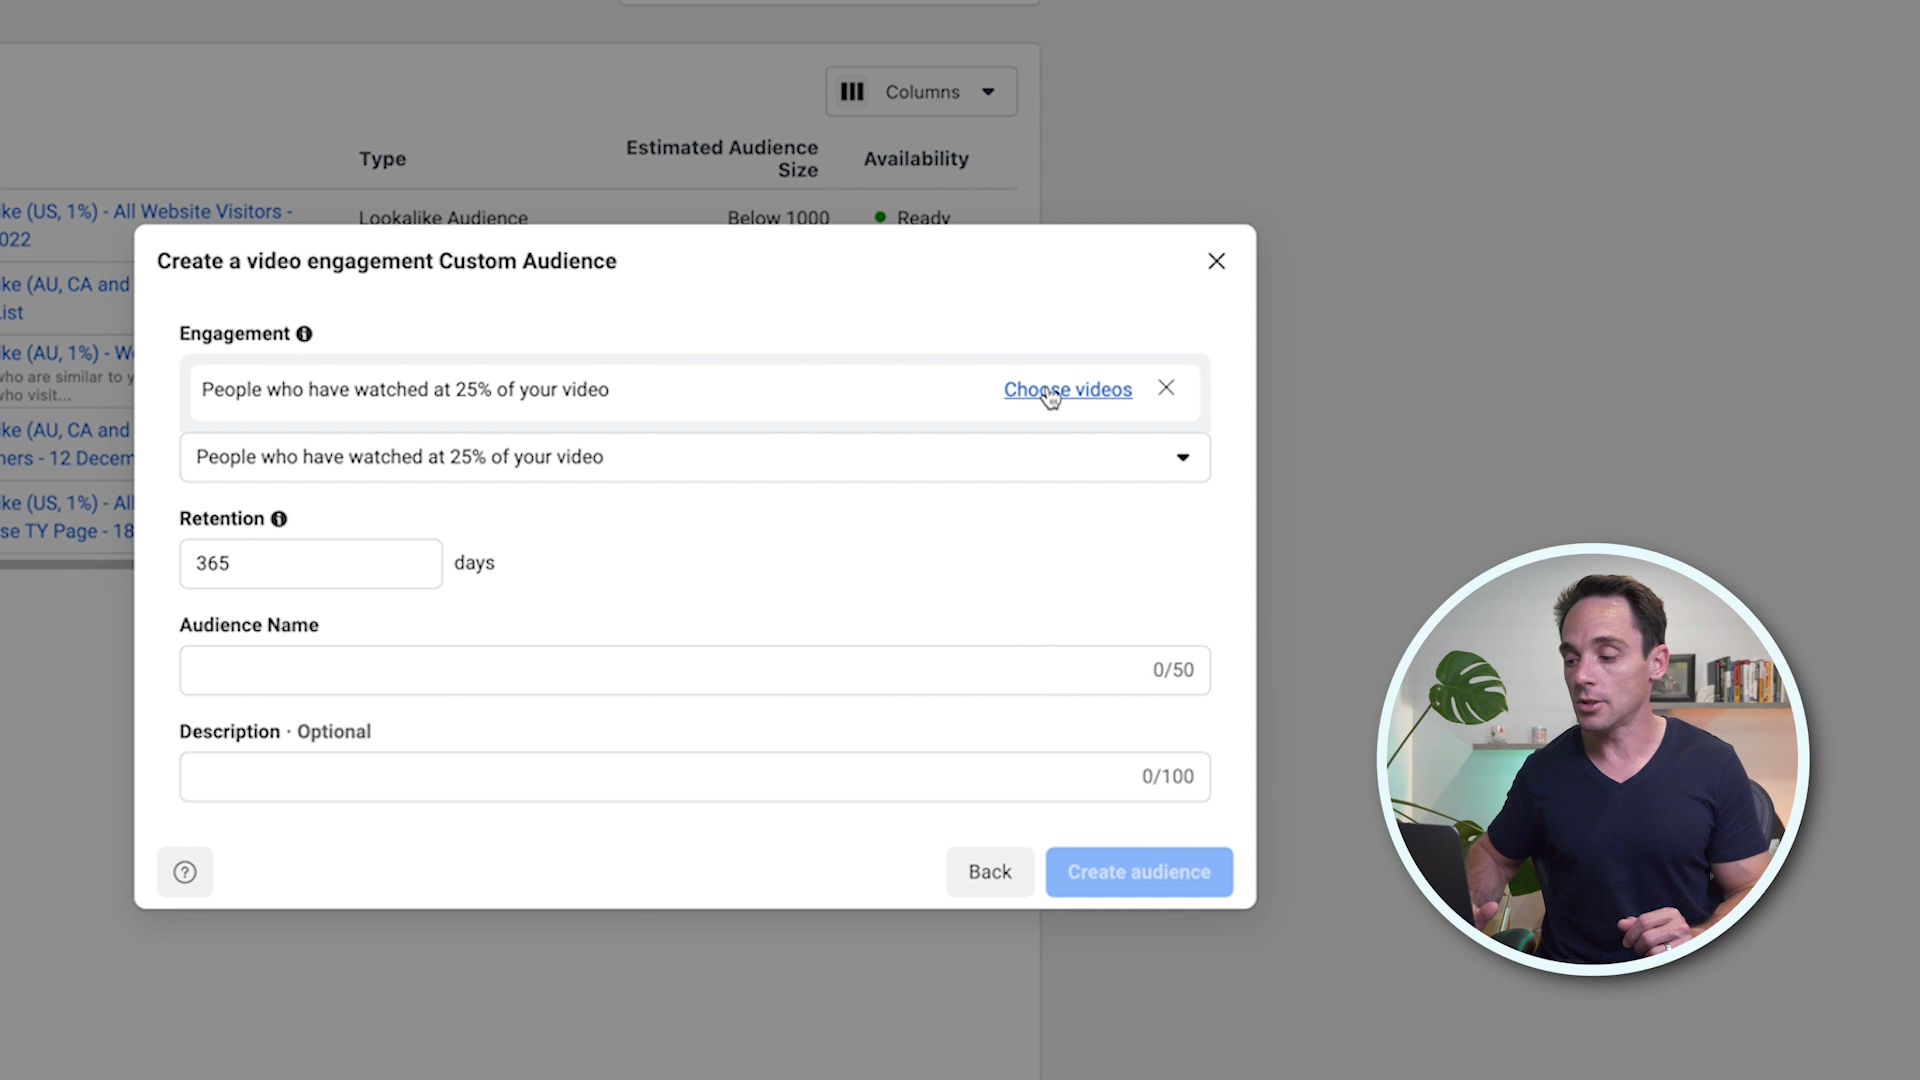 Columns
Type
Estimated Audience
Size
Availability
ke (US, 1%) - All Website Visitors -
022
Lookalike Audience
Below 1000
Ready
ke (AU, CA and
ist
ke (AU, 1%) - W
who are similar to y
who visit...
ke (AU, CA and
ners - 12 Decem
ke (US, 1%) - All
se TY Page - 18
Create a video engagement Custom Audience
Engagement
People who have watched at 25% of your video
Choose videos
People who have watched at 25% of your video
Retention
365
days
Audience Name
0/50
Description · Optional
0/100
?
Back
Create audience